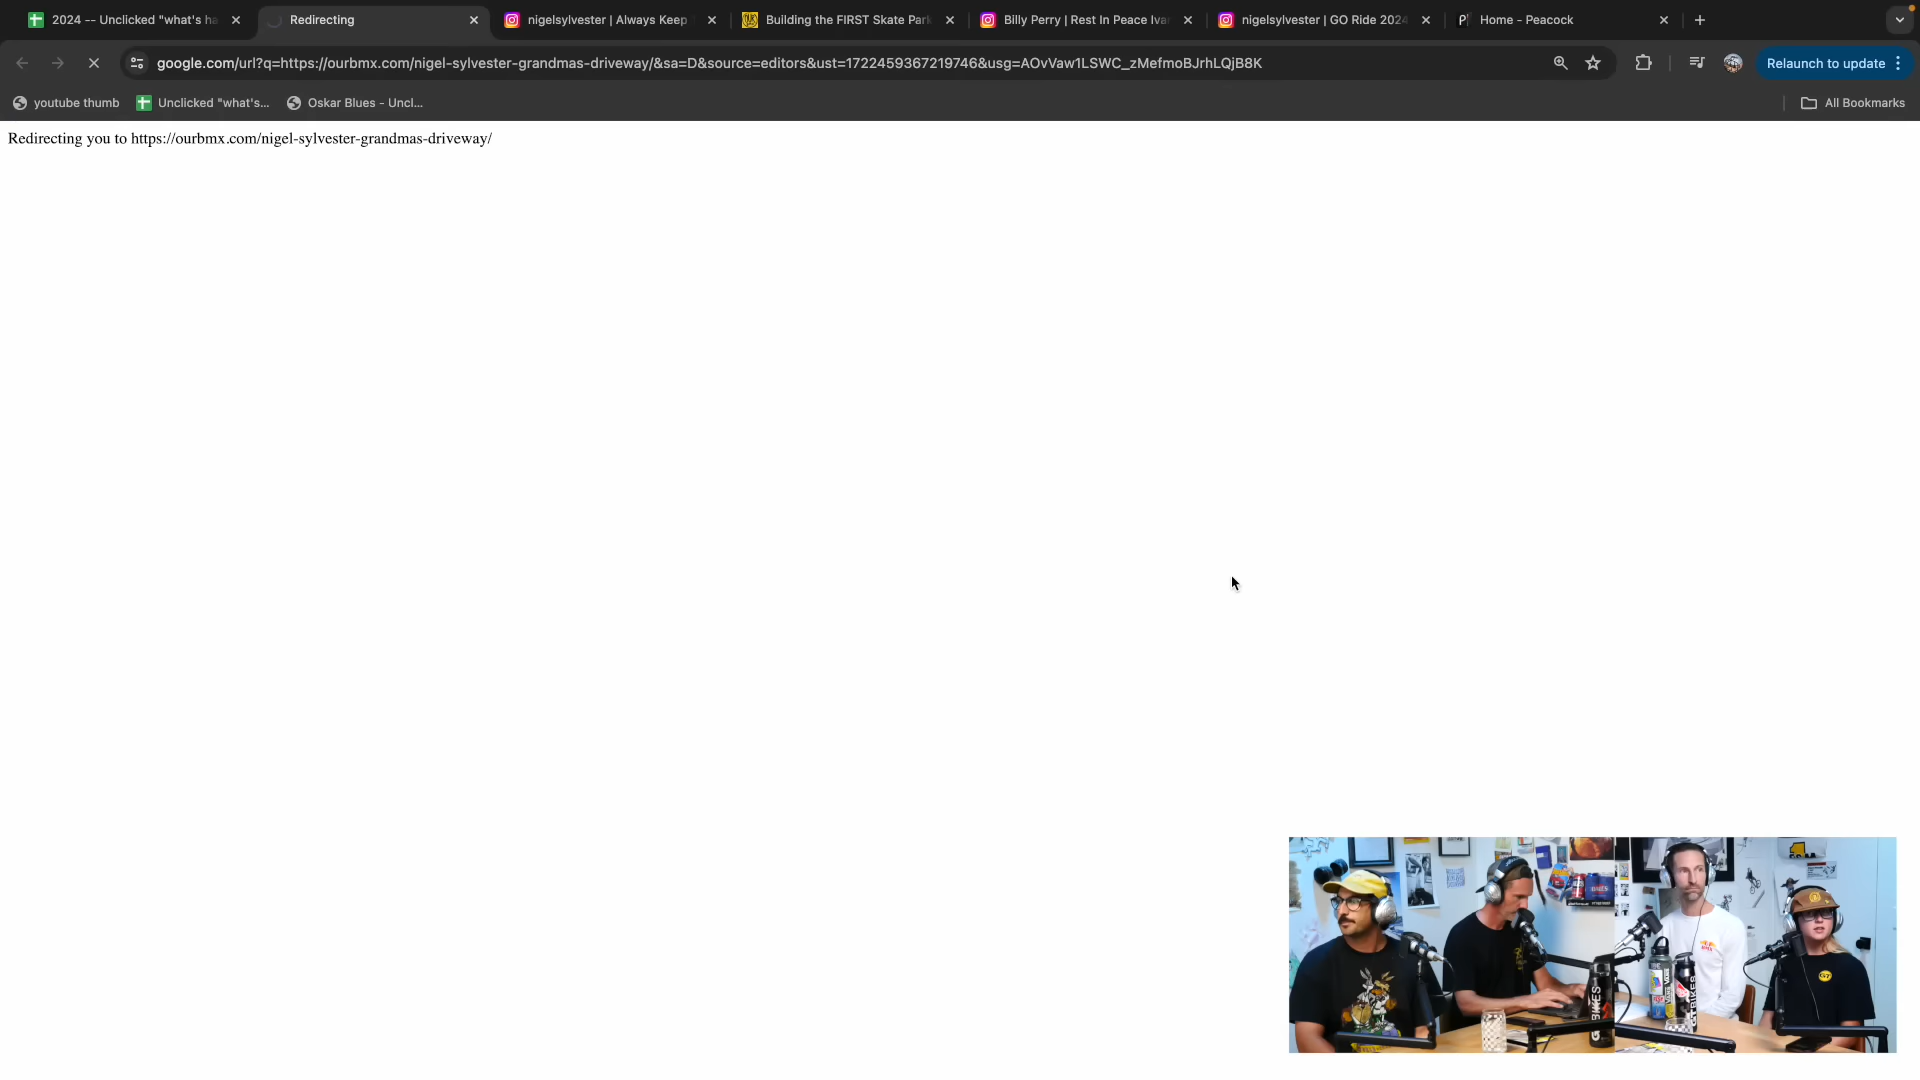 2024 -- Unclicked "what's ha
Redirecting
nigelsylvester | Always Keep
Building the FIRST Skate Park
Billy Perry | Rest In Peace Ivan
nigelsylvester | GO Ride 2024
Home - Peacock
google.com/url?q=https://ourbmx.com/nigel-sylvester-grandmas-driveway/&sa=D&source=editors&ust=1722459367219746&usg=AOvVaw1LSWC_zMefmoBJrhLQjB8K
Relaunch to update
youtube thumb
Unclicked "what's...
Oskar Blues - Uncl...
All Bookmarks
Redirecting you to https://ourbmx.com/nigel-sylvester-grandmas-driveway/